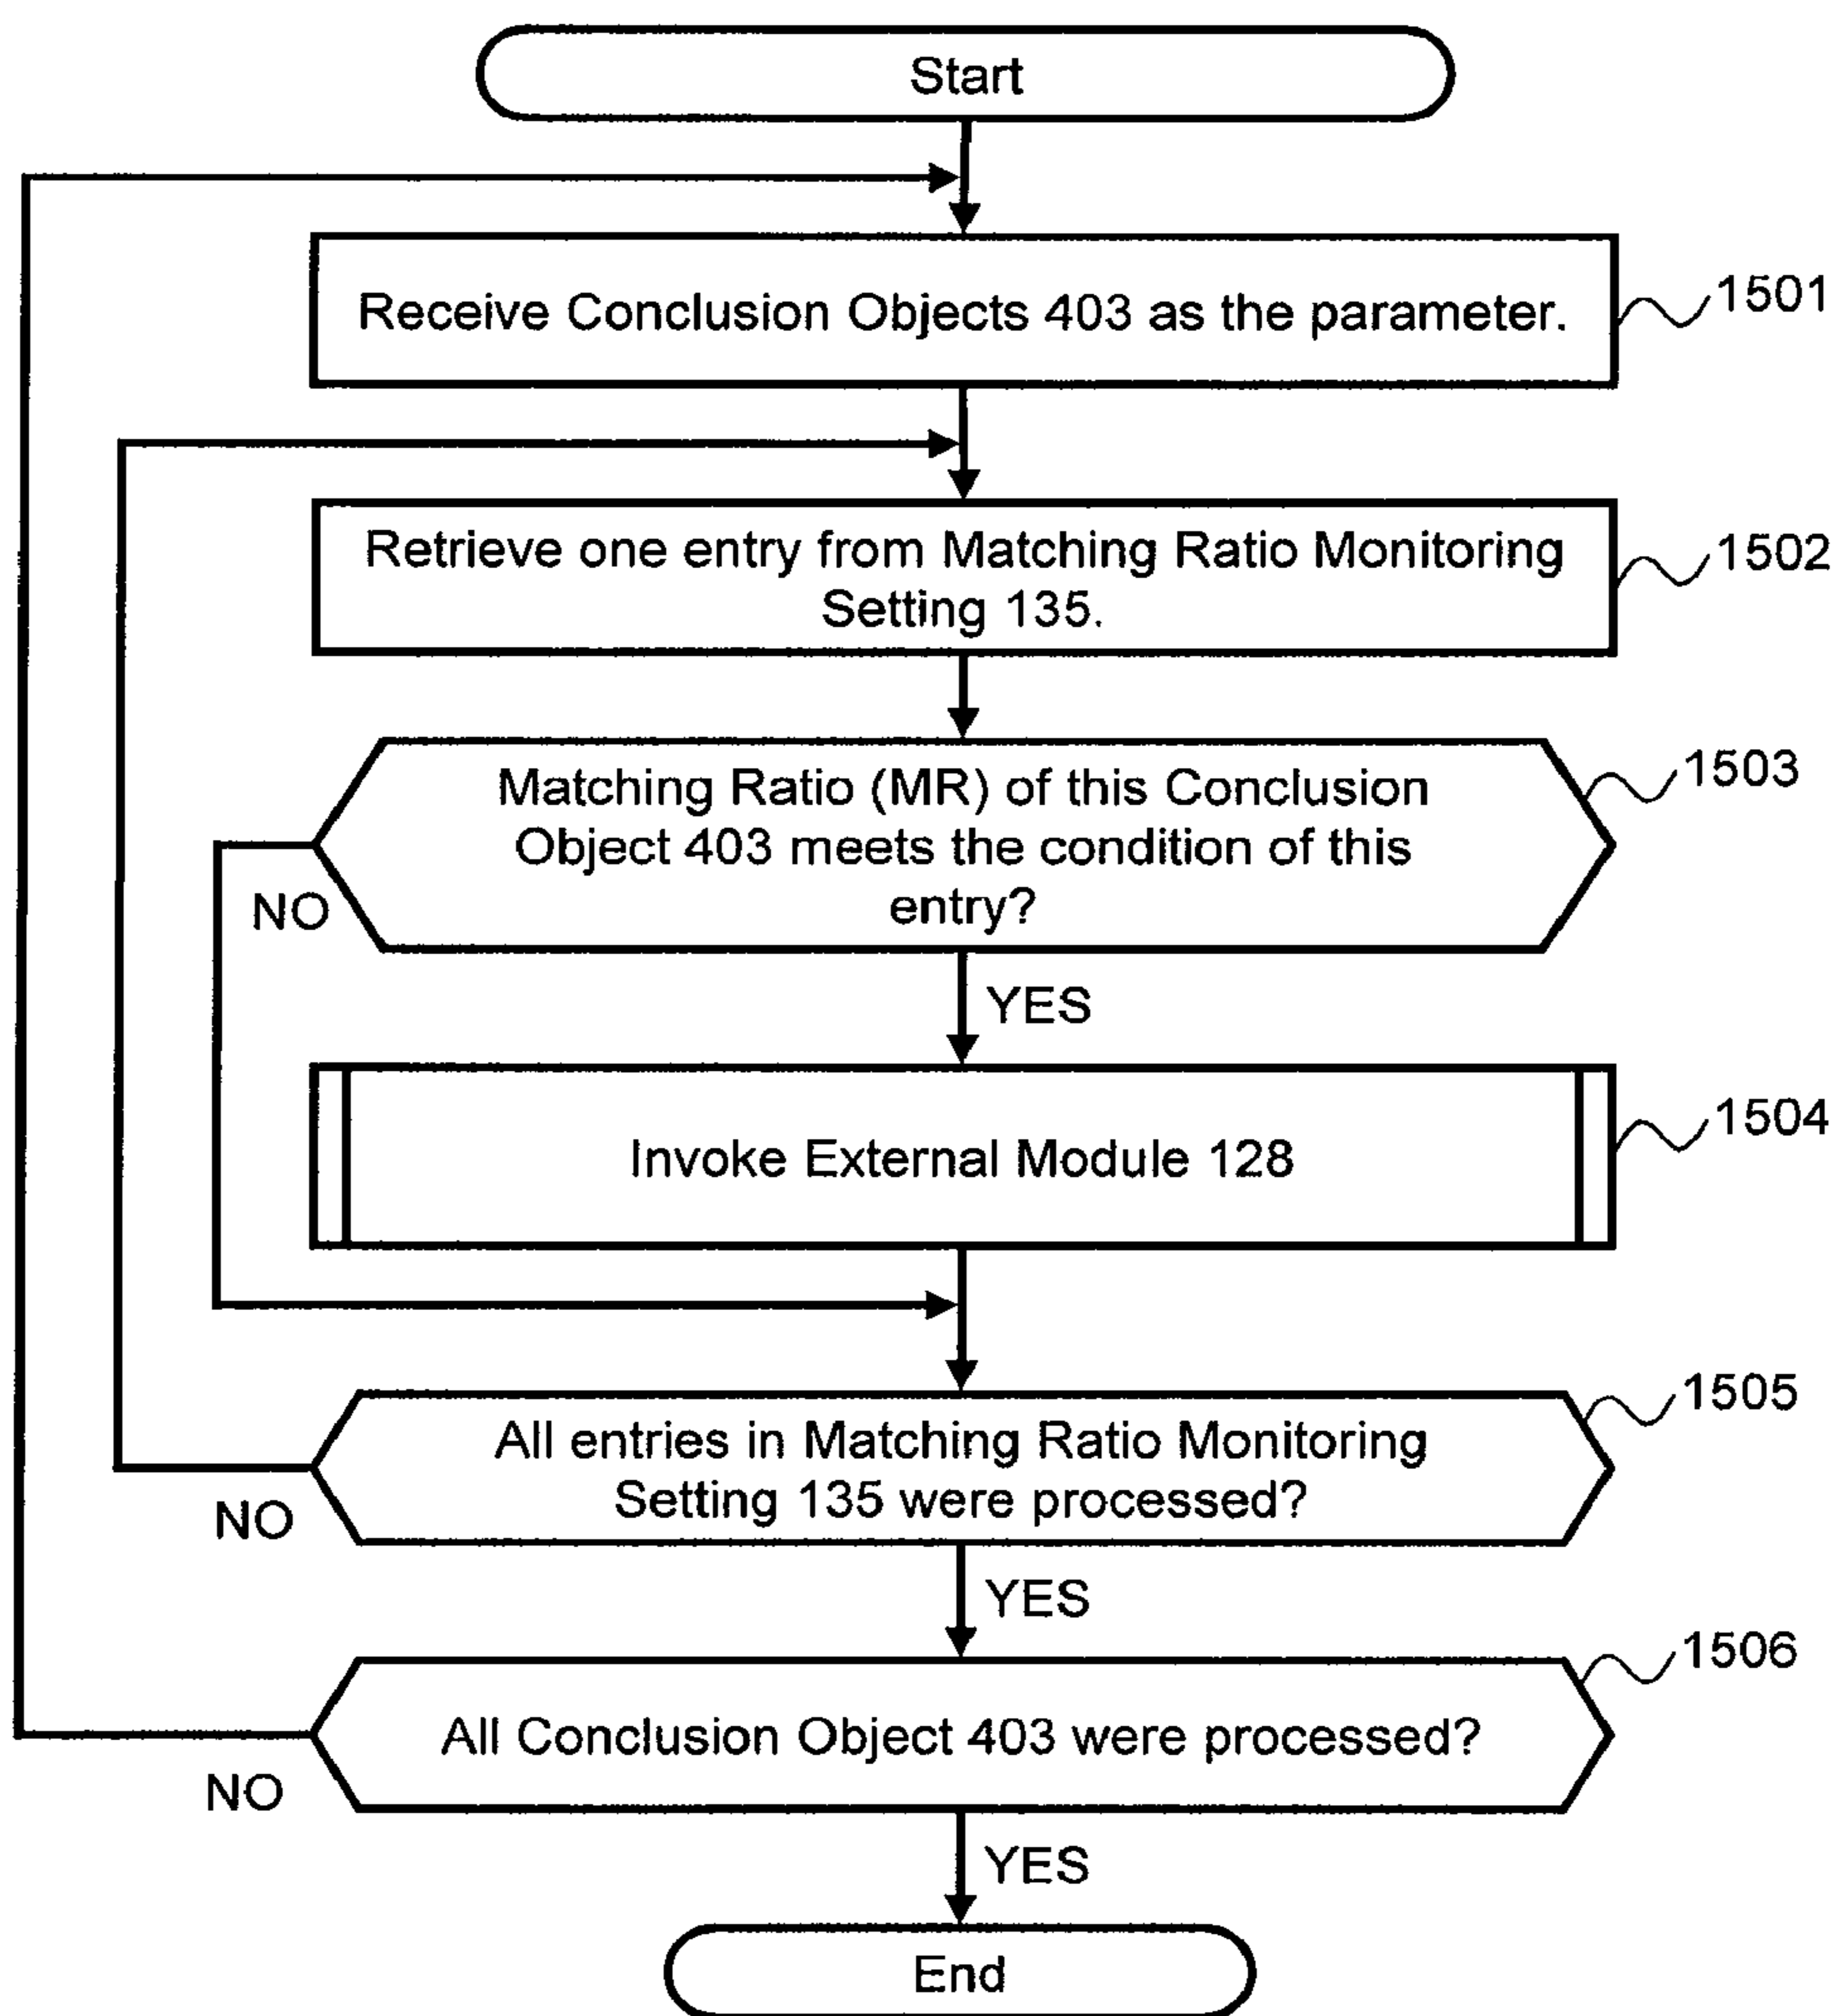 Start
Receive Conclusion Objects 403 as the parameter.
1501
Retrieve one entry from Matching Ratio Monitoring
Setting 135.
1502
Matching Ratio (MR) of this Conclusion
Object 403 meets the condition of this
entry?
1503
NO
YES
Invoke External Module 128
1504
All entries in Matching Ratio Monitoring
Setting 135 were processed?
1505
NO
YES
All Conclusion Object 403 were processed?
1506
NO
YES
End